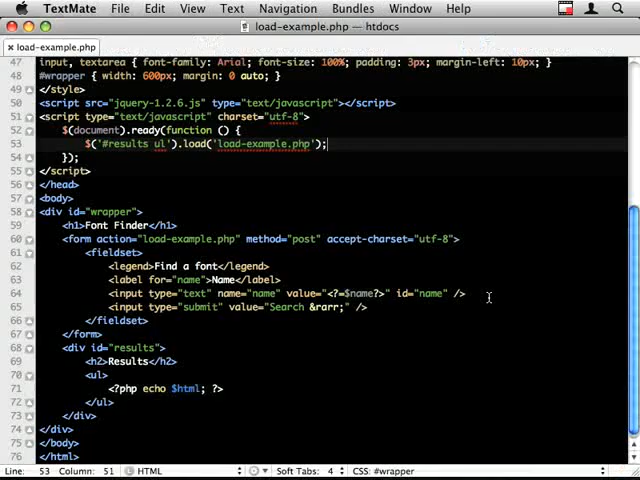 TextMate File Edit View Text Navigation Bundles Window Help
load-example.php — htdocs
× load-example.php
47 input, textarea { font-family: Arial; font-size: 100%; padding: 3px; margin-left: 10px; }
48 #wrapper { width: 600px; margin: 0 auto; }
49 </style>
50 <script src="jquery-1.2.6.js" type="text/javascript"></script>
51 <script type="text/javascript" charset="utf-8">
52 $(document).ready(function () {
53 $('#results ul').load('load-example.php');
54 });
55 </script>
56 </head>
57 <body>
58 <div id="wrapper">
59 <h1>Font Finder</h1>
60 <form action="load-example.php" method="post" accept-charset="utf-8">
61 <fieldset>
62 <legend>Find a font</legend>
63 <label for="name">Name</label>
64 <input type="text" name="name" value="<?=$name?>" id="name" />
65 <input type="submit" value="Search &rarr;" />
66 </fieldset>
67 </form>
68 <div id="results">
69 <h2>Results</h2>
70 <ul>
71 <?php echo $html; ?>
72 </ul>
73 </div>
74 </div>
75 </body>
76 </html>
Line: 53 Column: 51 HTML Soft Tabs: 4 CSS: #wrapper